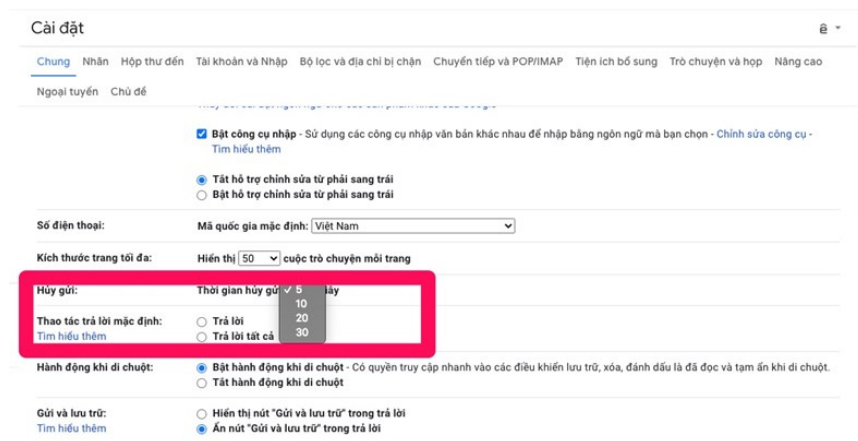 Cài đặt
Chung Nhãn Hộp thư đến Tài khoản và Nhập Bộ lọc và địa chỉ bị chặn Chuyển tiếp và POP/IMAP Tiện ích bổ sung Trò chuyện và họp Nâng cao
Ngoại tuyến Chủ đề
Bật công cụ nhập - Sử dụng các công cụ nhập văn bản khác nhau để nhập bằng ngôn ngữ mà bạn chọn - Chỉnh sửa công cụ -
Tìm hiểu thêm
Tắt hỗ trợ chỉnh sửa từ phải sang trái
Bật hỗ trợ chỉnh sửa từ phải sang trái
Số điện thoại: Mã quốc gia mặc định: Việt Nam
Kích thước trang tối đa: Hiển thị 50 cuộc trò chuyện mỗi trang
Hủy gửi: Thời gian hủy 5
10
Thao tác trả lời mặc định: Trả lời 20
Tìm hiểu thêm Trả lời tất cả 30
Hành động khi di chuột: Bật hành động khi di chuột - Có quyền truy cập nhanh vào các điều khiển lưu trữ, xóa, đánh dấu là đã đọc và tạm ẩn khi di chuột.
Tắt hành động khi di chuột
Gửi và lưu trữ: Hiển thị nút "Gửi và lưu trữ" trong trả lời
Tìm hiểu thêm Ẩn nút "Gửi và lưu trữ" trong trả lời